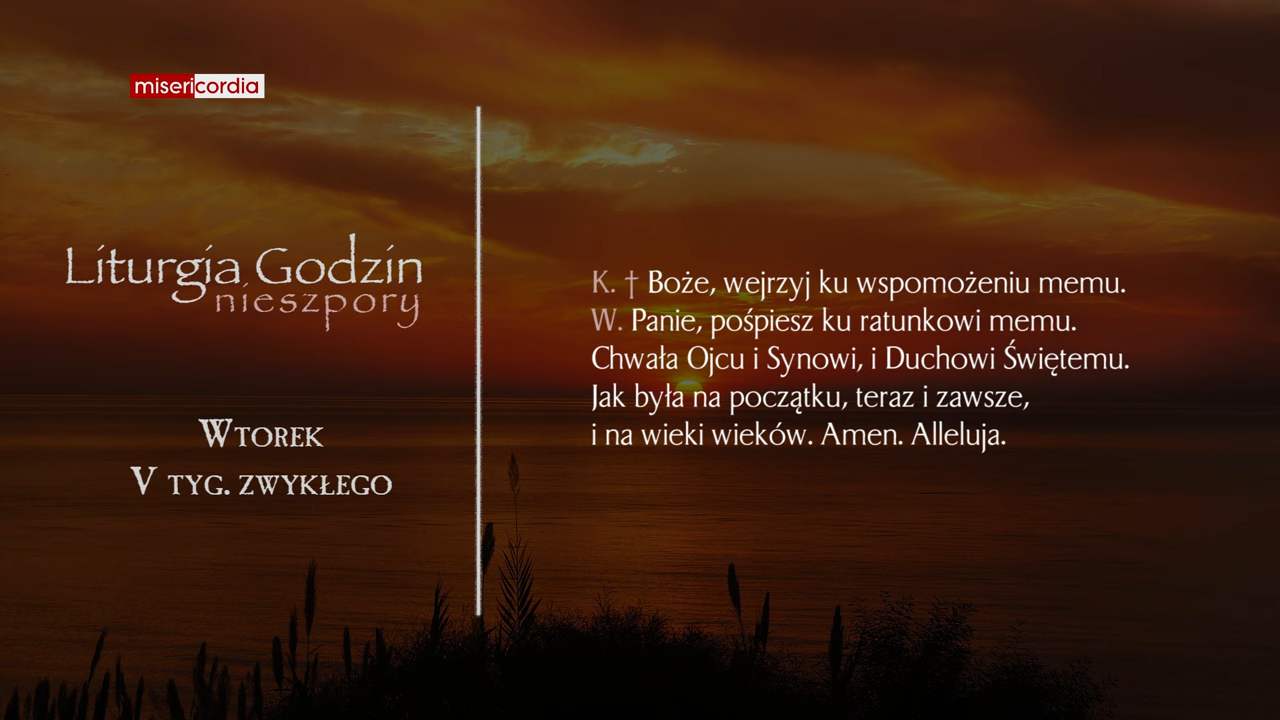 misericordia
Liturgia Godzin
nieszpory
Wtorek
V tyg. zwykłego
K. † Boże, wejrzyj ku wspomożeniu memu.
W. Panie, pośpiesz ku ratunkowi memu.
Chwała Ojcu i Synowi, i Duchowi Świętemu.
Jak była na początku, teraz i zawsze,
i na wieki wieków. Amen. Alleluja.